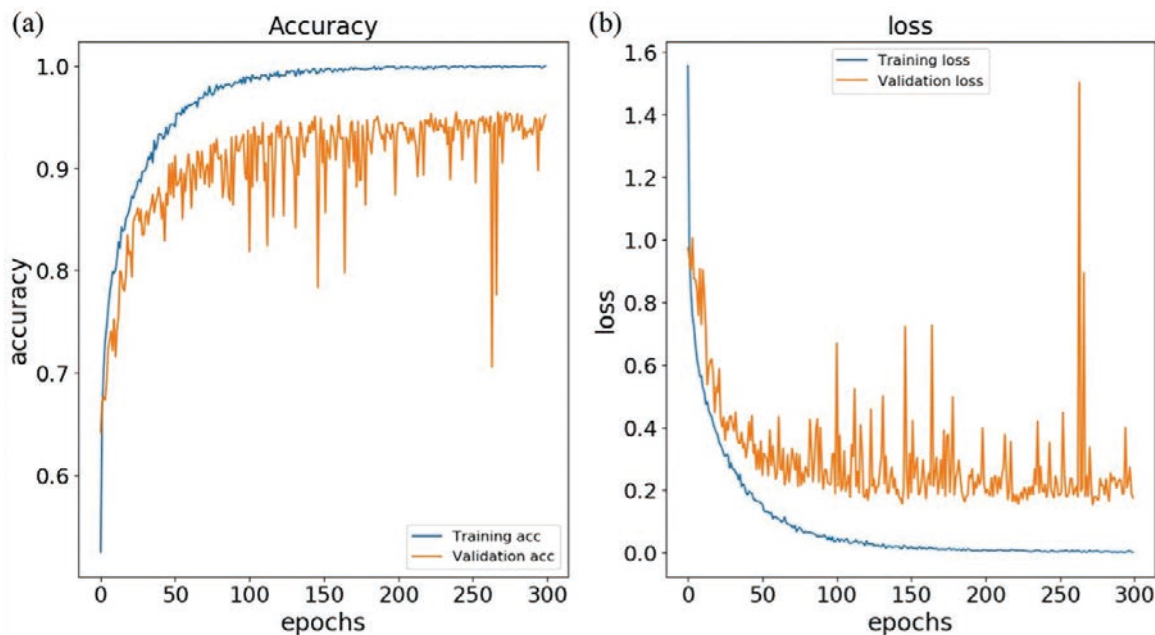 (a)
Accuracy
accuracy
1.0
0.9
0.8
0.7
0.6
Training acc
Validation acc
0 50 100 150 200 250 300
epochs
(b)
loss
loss
1.6
1.4
1.2
1.0
0.8
0.6
0.4
0.2
0.0
Training loss
Validation loss
0 50 100 150 200 250 300
epochs